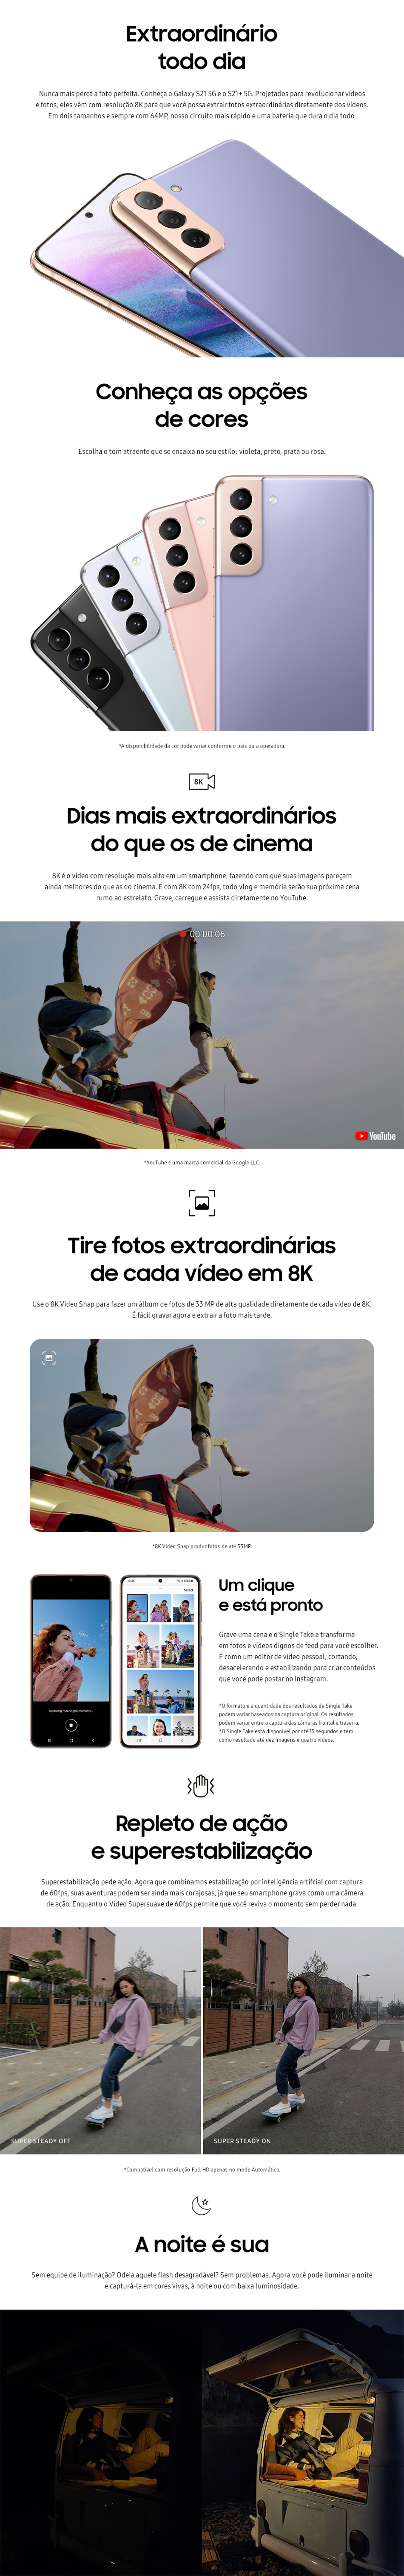 Extraordinário
todo dia
Nunca mais perca a foto perfeita. Conheça o Galaxy S21 5G e o S21+ 5G. Projetados para revolucionar vídeos
e fotos, eles vêm com resolução 8K para que você possa extrair fotos extraordinárias diretamente dos vídeos.
Em dois tamanhos e sempre com 64MP, nosso circuito mais rápido e uma bateria que dura o dia todo.
Conheça as opções
de cores
Escolha o tom atraente que se encaixa no seu estilo: violeta, preto, prata ou rosa.
*A disponibilidade da cor pode variar conforme o país ou a operadora.
8K
Dias mais extraordinários
do que os de cinema
8K é o vídeo com resolução mais alta em um smartphone, fazendo com que suas imagens pareçam
ainda melhores do que as do cinema. E com 8K com 24fps, todo vlog e memória serão sua próxima cena
rumo ao estrelato. Grave, carregue e assista diretamente no YouTube.
00:00:06
YouTube
*YouTube é uma marca comercial da Google LLC.
Tire fotos extraordinárias
de cada vídeo em 8K
Use o 8K Video Snap para fazer um álbum de fotos de 33 MP de alta qualidade diretamente de cada vídeo de 8K.
É fácil gravar agora e extrair a foto mais tarde.
*8K Video Snap produz fotos de até 33MP.
Select
Capturing meaningful moments...
Um clique
e está pronto
Grave uma cena e o Single Take a transforma
em fotos e vídeos dignos de feed para você escolher.
É como um editor de vídeo pessoal, cortando,
desacelerando e estabilizando para criar conteúdos
que você pode postar no Instagram.
*O formato e a quantidade dos resultados de Single Take
podem variar baseados na captura original. Os resultados
podem variar entre a captura das câmeras frontal e traseira.
*O Single Take está disponível por até 15 segundos e tem
como resultado até dez imagens e quatro vídeos.
Repleto de ação
e superestabilização
Superestabilização pede ação. Agora que combinamos estabilização por inteligência artifcial com captura
de 60fps, suas aventuras podem ser ainda mais corajosas, já que seu smartphone grava como uma câmera
de ação. Enquanto o Vídeo Supersuave de 60fps permite que você reviva o momento sem perder nada.
SUPER STEADY OFF
SUPER STEADY ON
*Compatível com resolução Full HD apenas no modo Automático.
A noite é sua
Sem equipe de iluminação? Odeia aquele flash desagradável? Sem problemas. Agora você pode iluminar a noite
e capturá-la em cores vivas, à noite ou com baixa luminosidade.